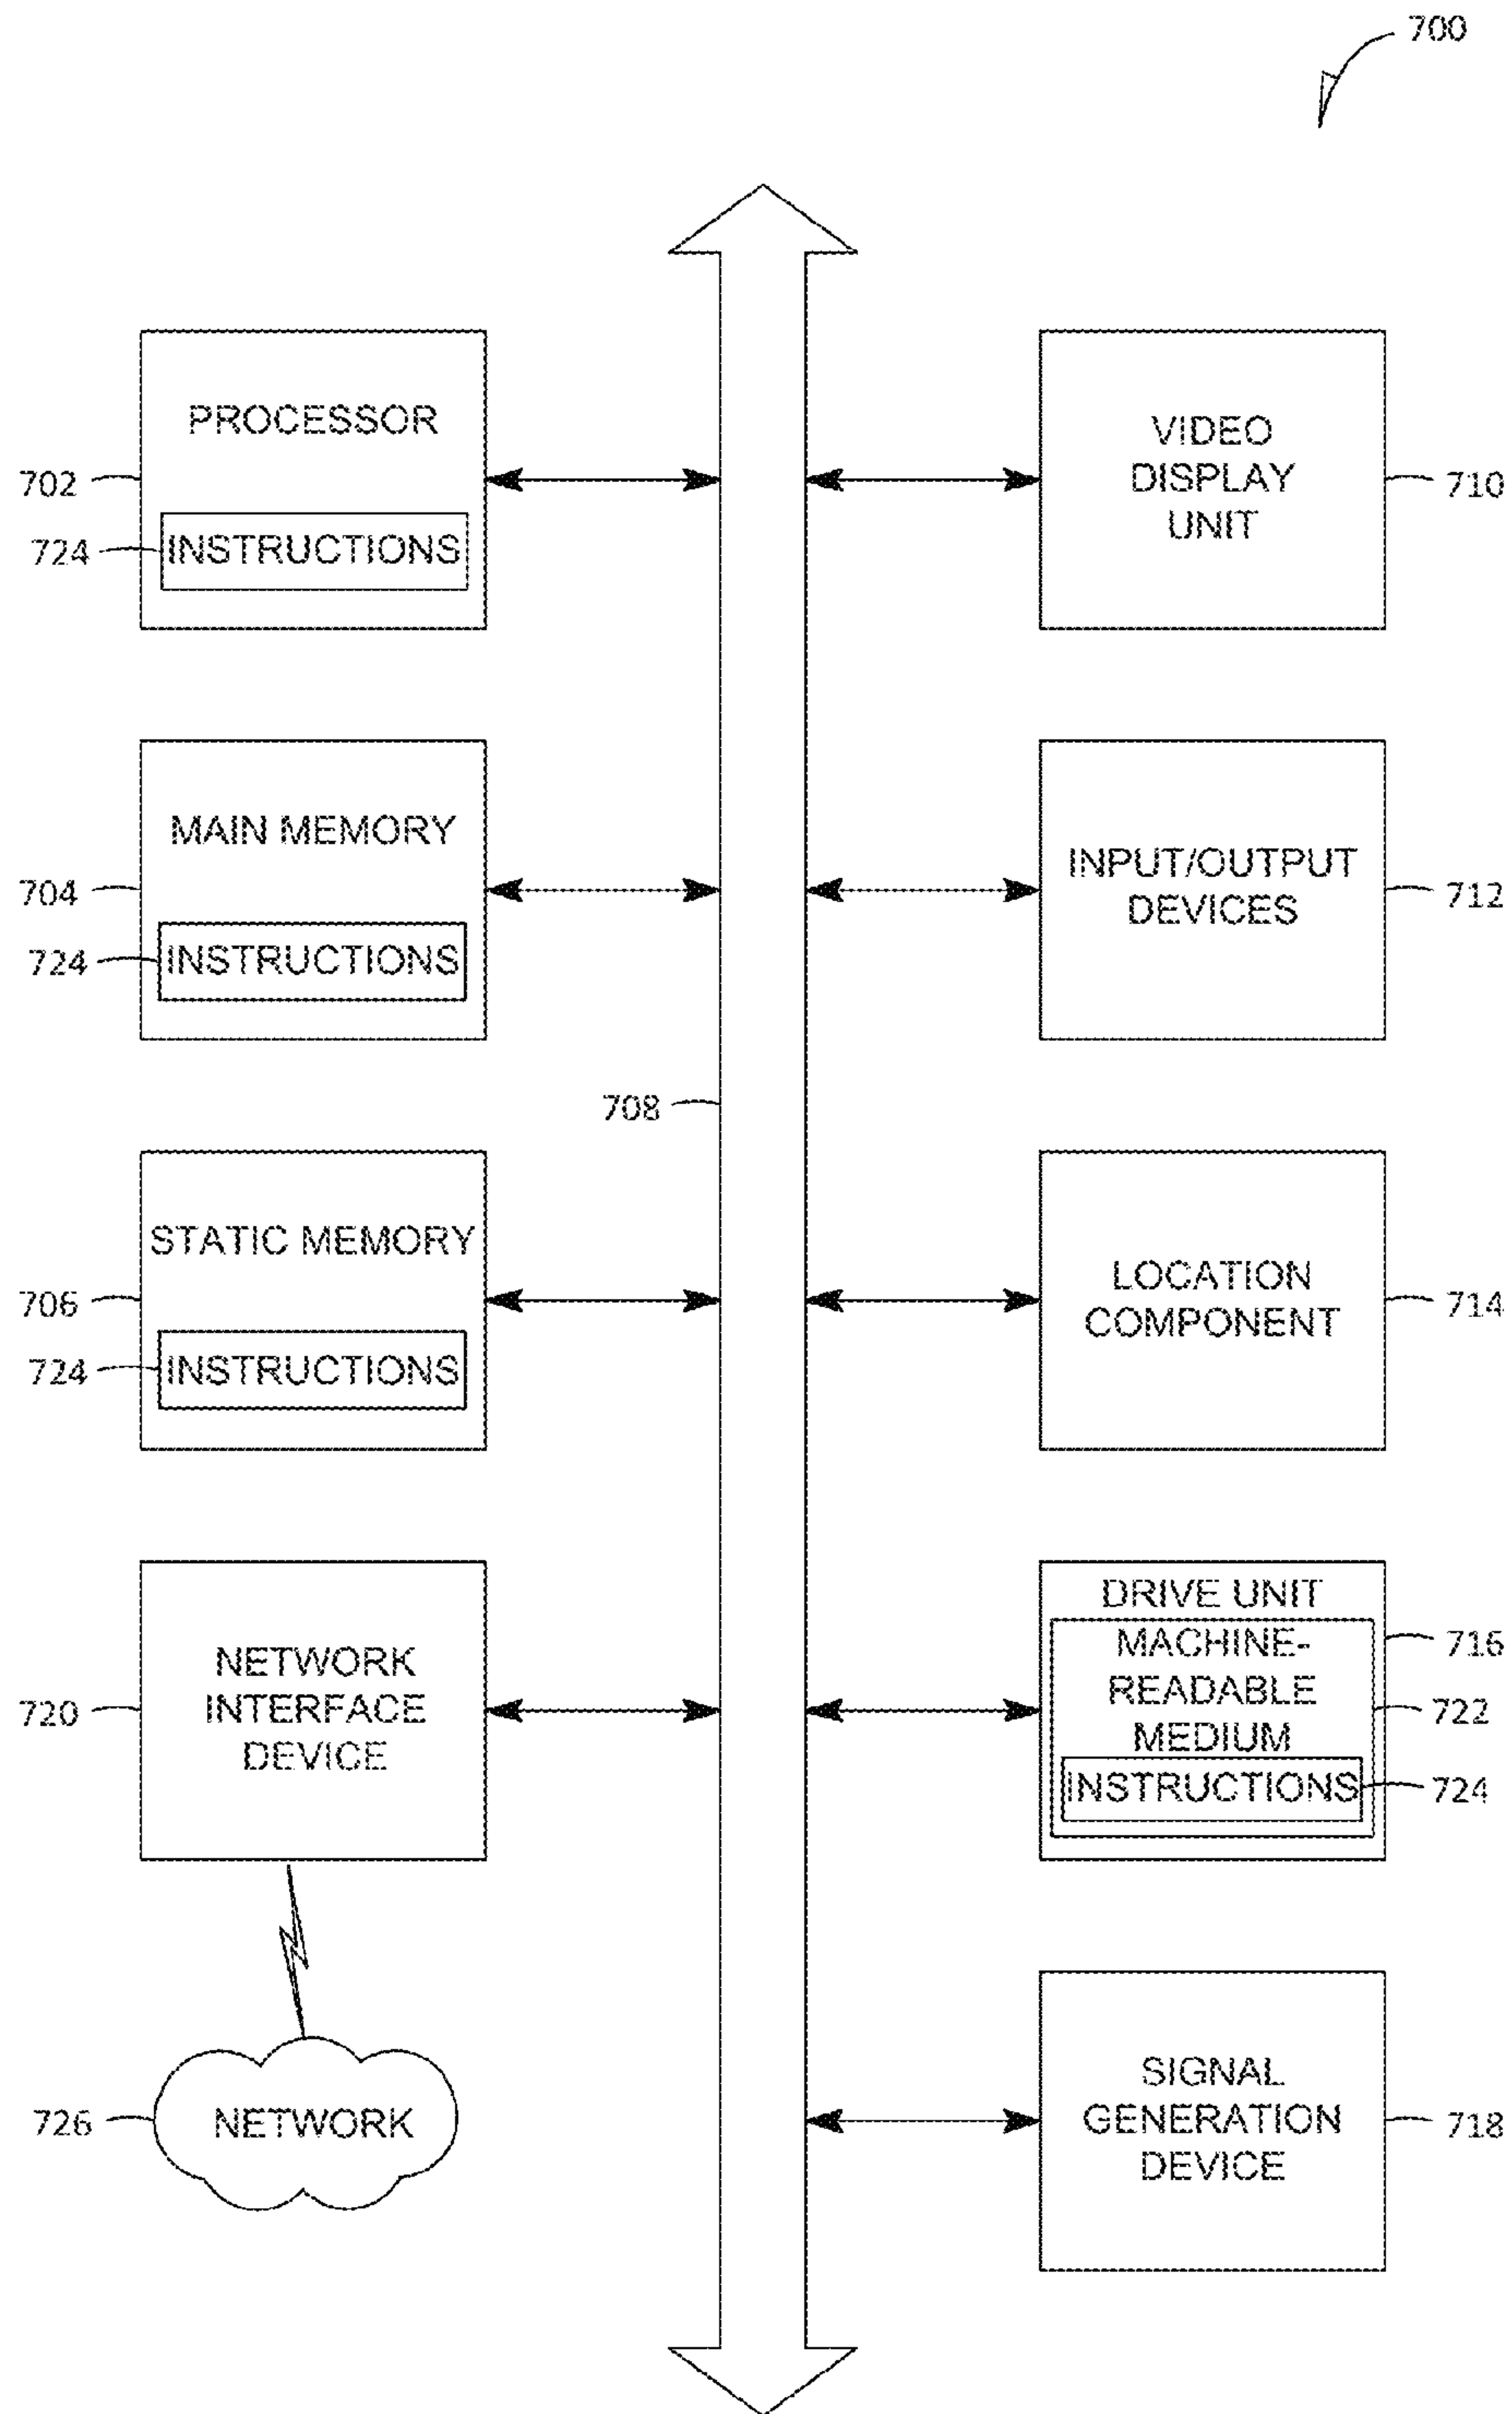 700
PROCESSOR
702
724
INSTRUCTIONS
VIDEO
DISPLAY
UNIT
710
MAIN MEMORY
704
724
INSTRUCTIONS
INPUT/OUTPUT
DEVICES
712
708
STATIC MEMORY
706
724
INSTRUCTIONS
LOCATION
COMPONENT
714
NETWORK
INTERFACE
DEVICE
720
DRIVE UNIT
716
MACHINE-
READABLE
MEDIUM
722
INSTRUCTIONS
724
NETWORK
726
SIGNAL
GENERATION
DEVICE
718